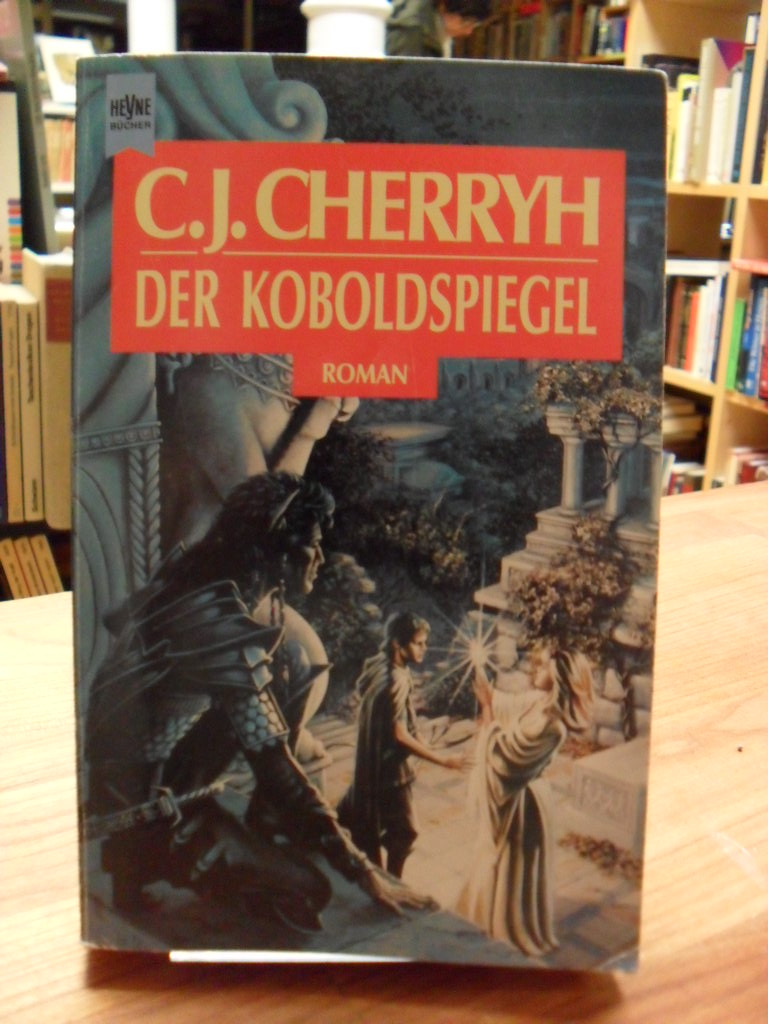 HEYNE
BÜCHER
C.J. CHERRYH
DER KOBOLDSPIEGEL
ROMAN